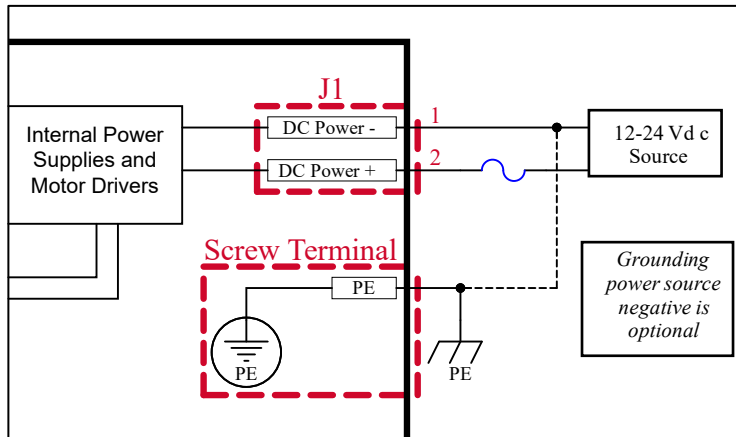 J1
Internal Power
Supplies and
Motor Drivers
DC Power -
1
DC Power +
2
12-24 Vd c
Source
Screw Terminal
PE
PE
PE
Grounding
power source
negative is
optional